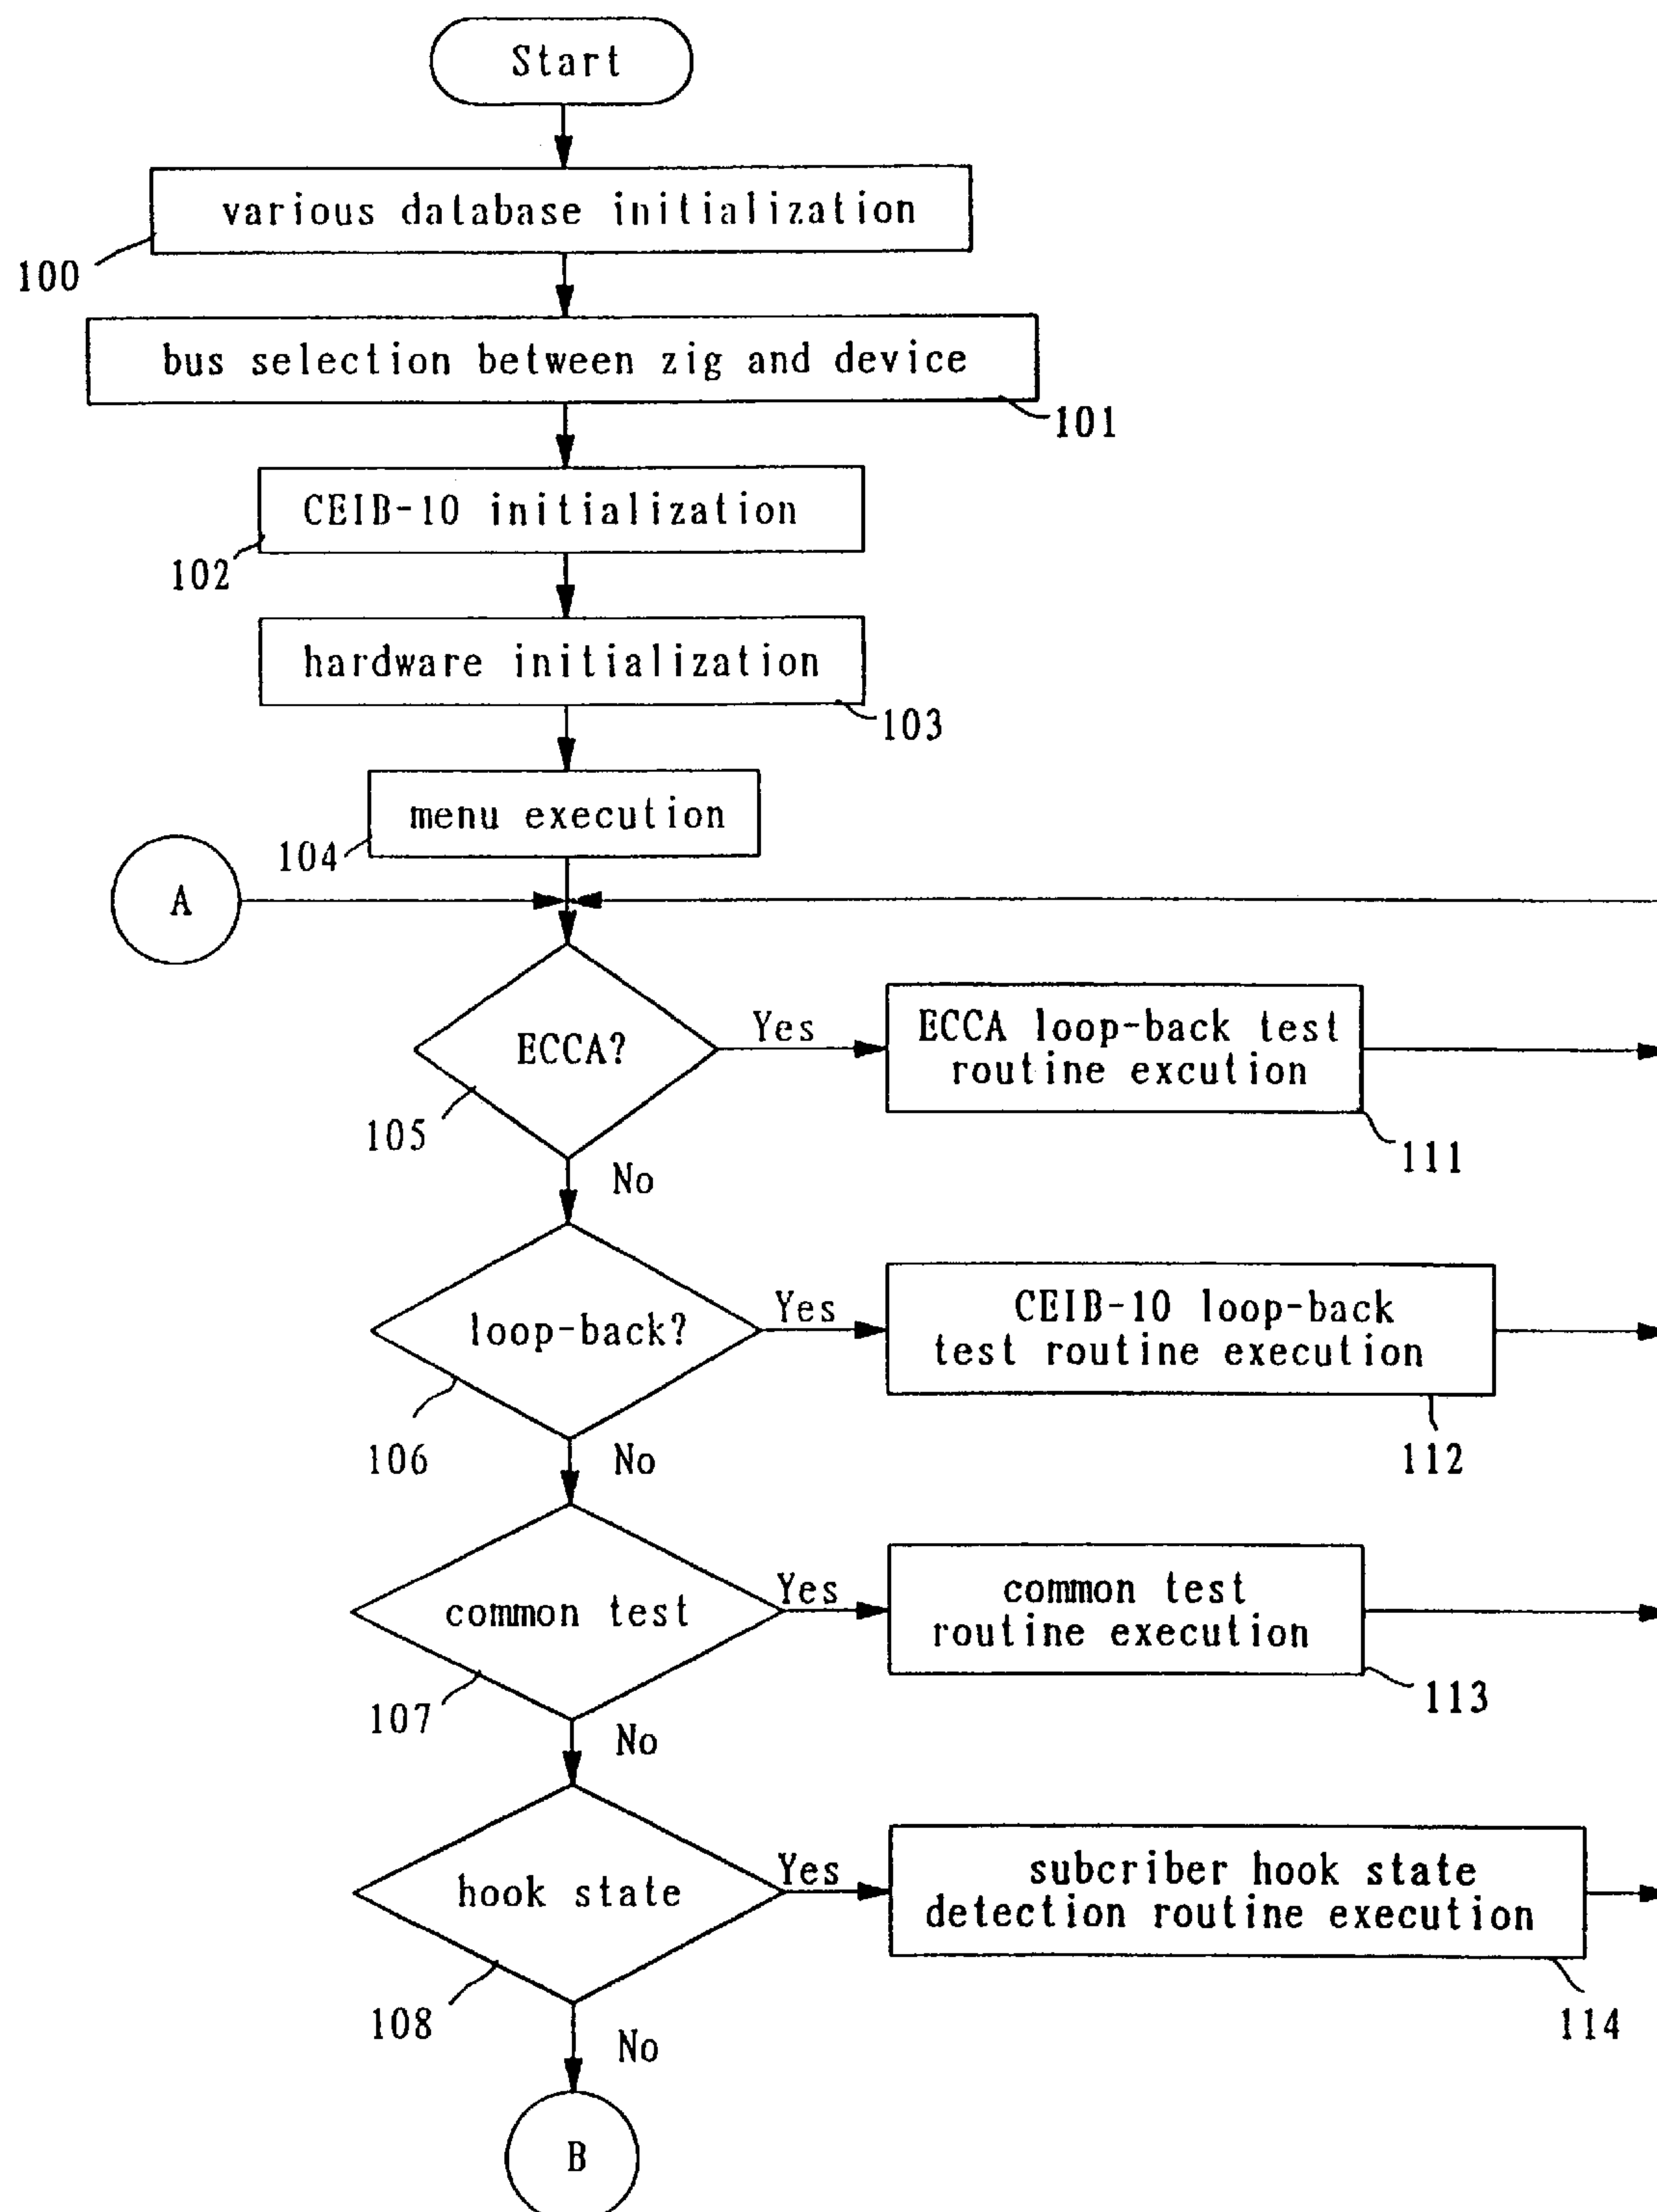 Start
various database initialization
100
bus selection between zig and device
101
CEIB-10 initialization
102
hardware initialization
103
menu execution
104
A
ECCA?
Yes
ECCA loop-back test
routine excution
105
111
No
loop-back?
Yes
CEIB-10 loop-back
test routine execution
106
112
No
common test
Yes
common test
routine execution
107
113
No
hook state
Yes
subcriber hook state
detection routine execution
108
114
No
B